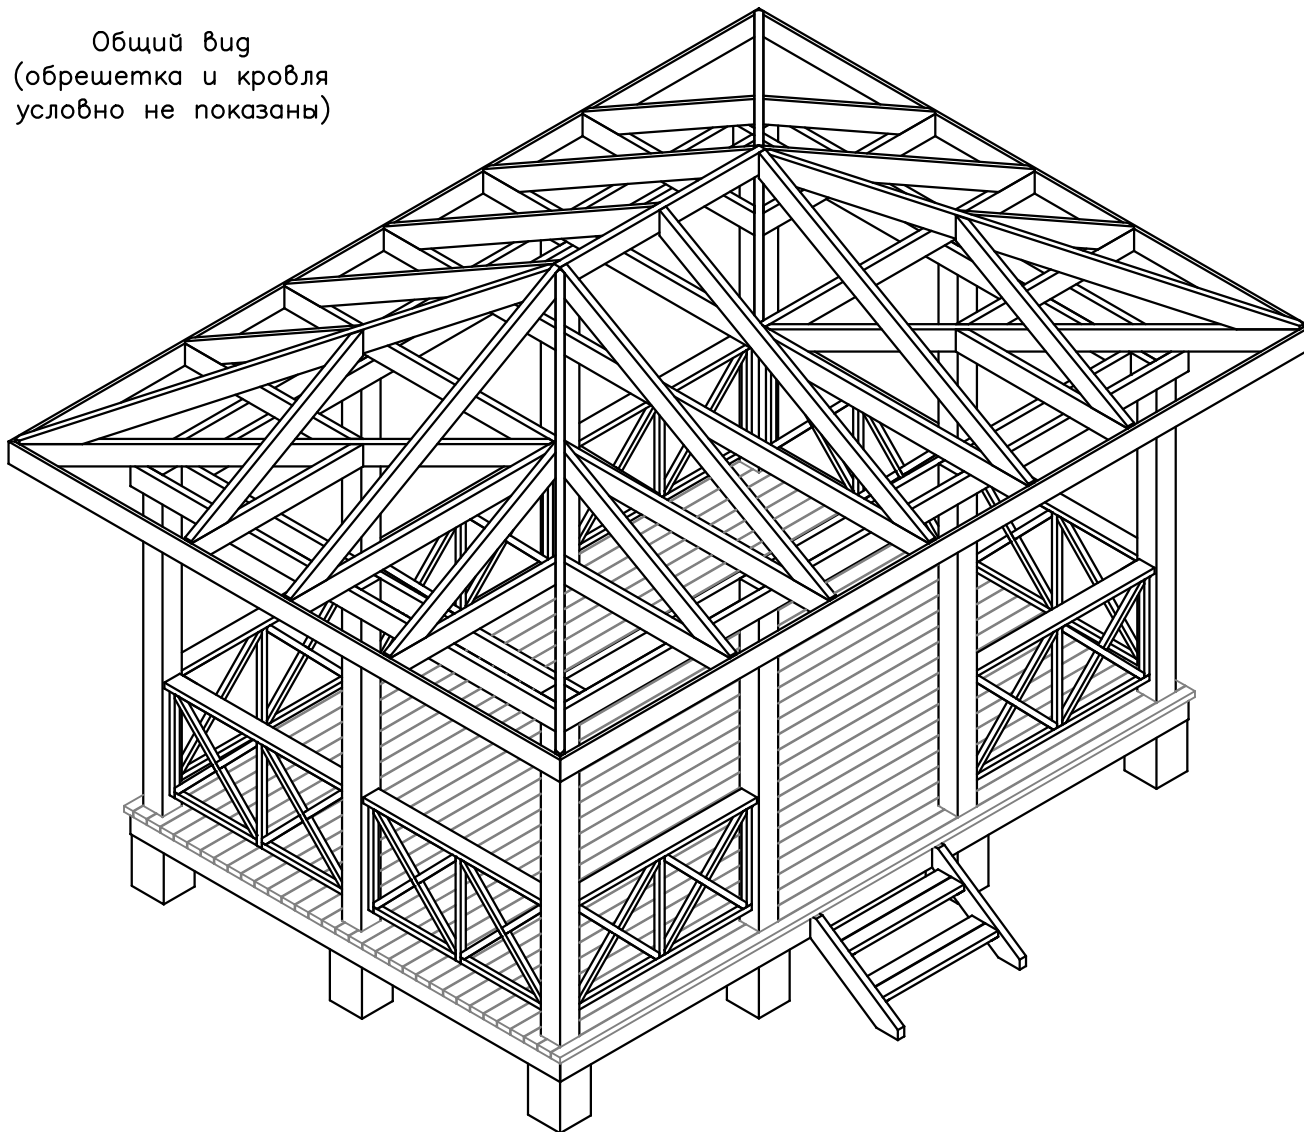 Общий вид
(обрешетка и кровля
условно не показаны)